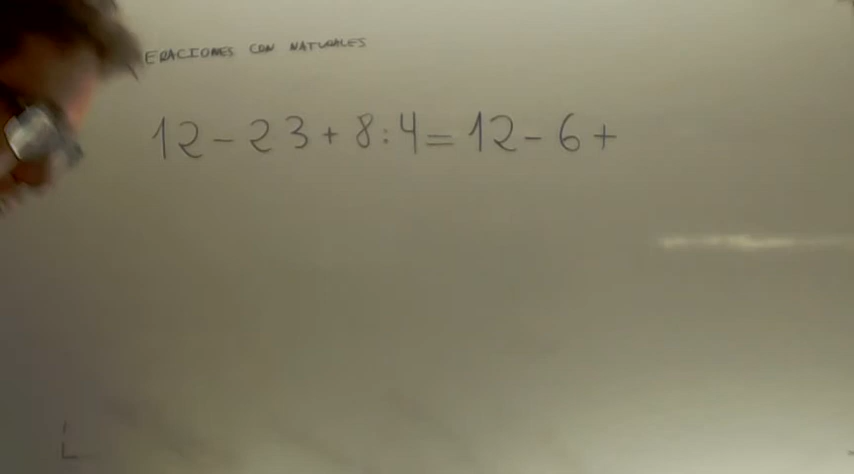 ERACIONES CON NATURALES
12 - 2 3 + 8 : 4 = 12 - 6 +